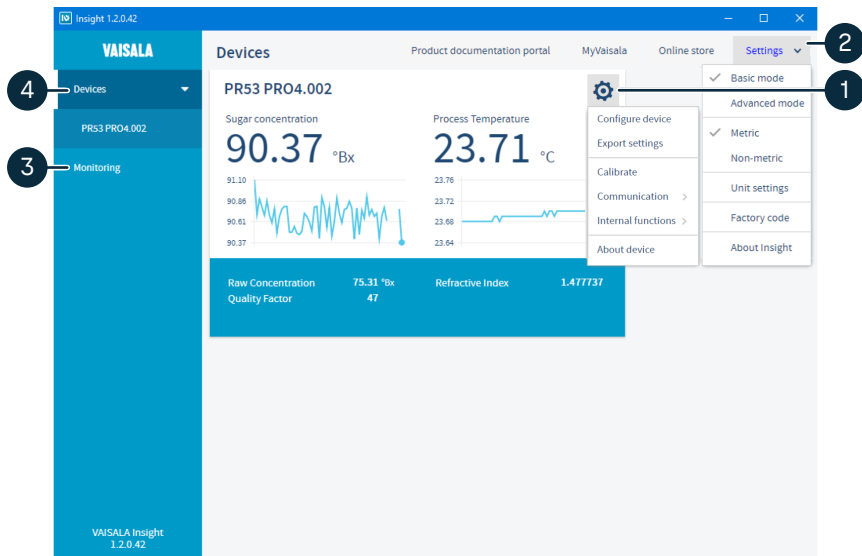 Insight 1.2.0.42
VAISALA
Devices
Product documentation portal
MyVaisala
Online store
Settings
2
4
Devices
PR53 PRO4.002
3
Monitoring
PR53 PRO4.002
1
Sugar concentration
90.37 °Bx
91.10
90.86
90.61
90.37
Process Temperature
23.71 °C
23.76
23.72
23.68
23.64
Raw Concentration 75.31 °Bx
Quality Factor 47
Refractive Index 1.477737
Configure device
Export settings
Calibrate
Communication
Internal functions
About device
Basic mode
Advanced mode
Metric
Non-metric
Unit settings
Factory code
About Insight
VAISALA Insight
1.2.0.42